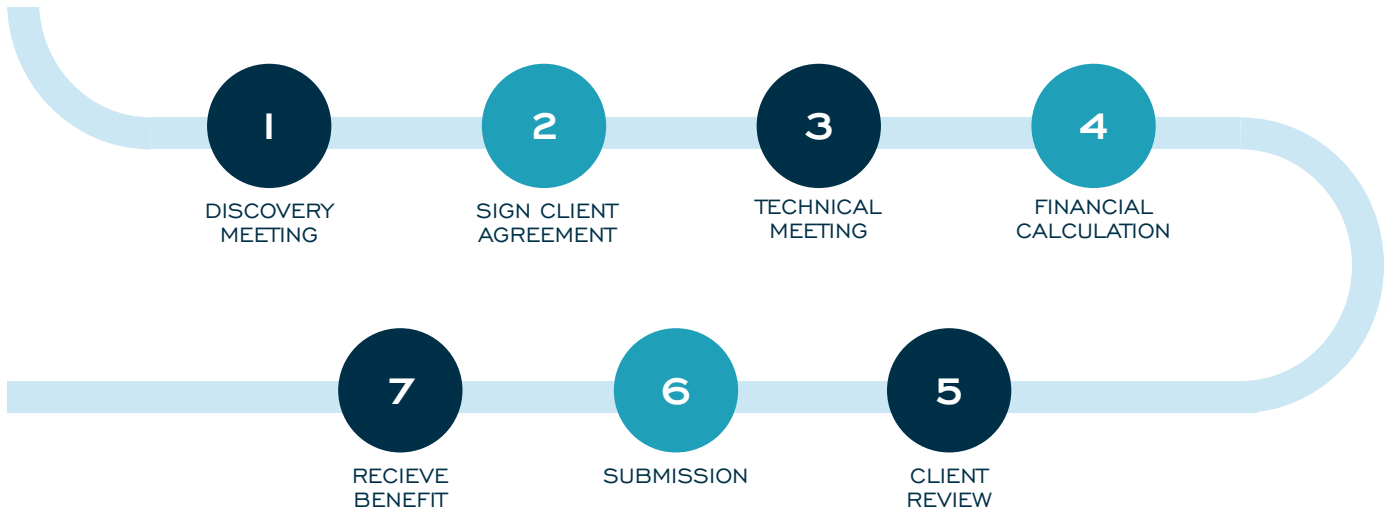 1
DISCOVERY
MEETING
2
SIGN CLIENT
AGREEMENT
3
TECHNICAL
MEETING
4
FINANCIAL
CALCULATION
5
CLIENT
REVIEW
6
SUBMISSION
7
RECIEVE
BENEFIT